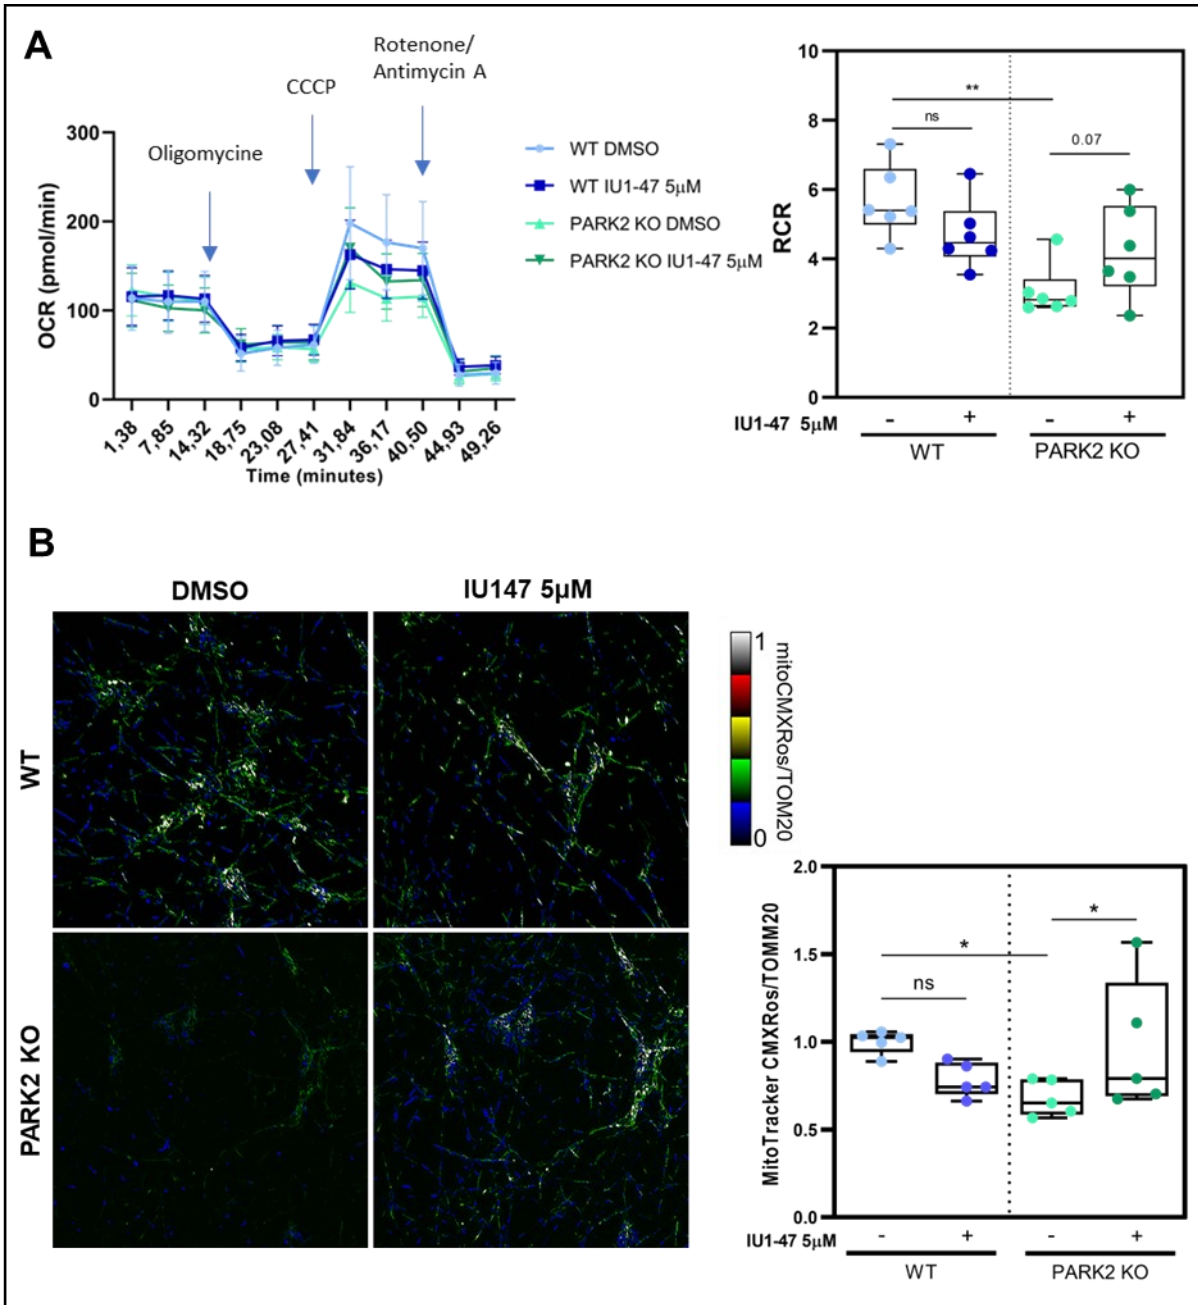 A
Oligomycine
CCCP
Rotenone/
Antimycin A
OCR (pmol/min)
300
200
100
0
1,38
7,85
14,32
18,75
23,08
27,41
31,84
36,17
40,50
44,93
49,26
Time (minutes)
WT DMSO
WT IU1-47 5µM
PARK2 KO DMSO
PARK2 KO IU1-47 5µM
RCR
10
8
6
4
2
0
**
ns
0.07
IU1-47 5µM
- + - +
WT PARK2 KO
B
DMSO IU147 5µM
WT
PARK2 KO
1
0
mitoCMXRos/TOM20
MitoTracker CMXRos/TOMM20
2.0
1.5
1.0
0.5
0.0
*
*
ns
IU1-47 5µM
- + - +
WT PARK2 KO